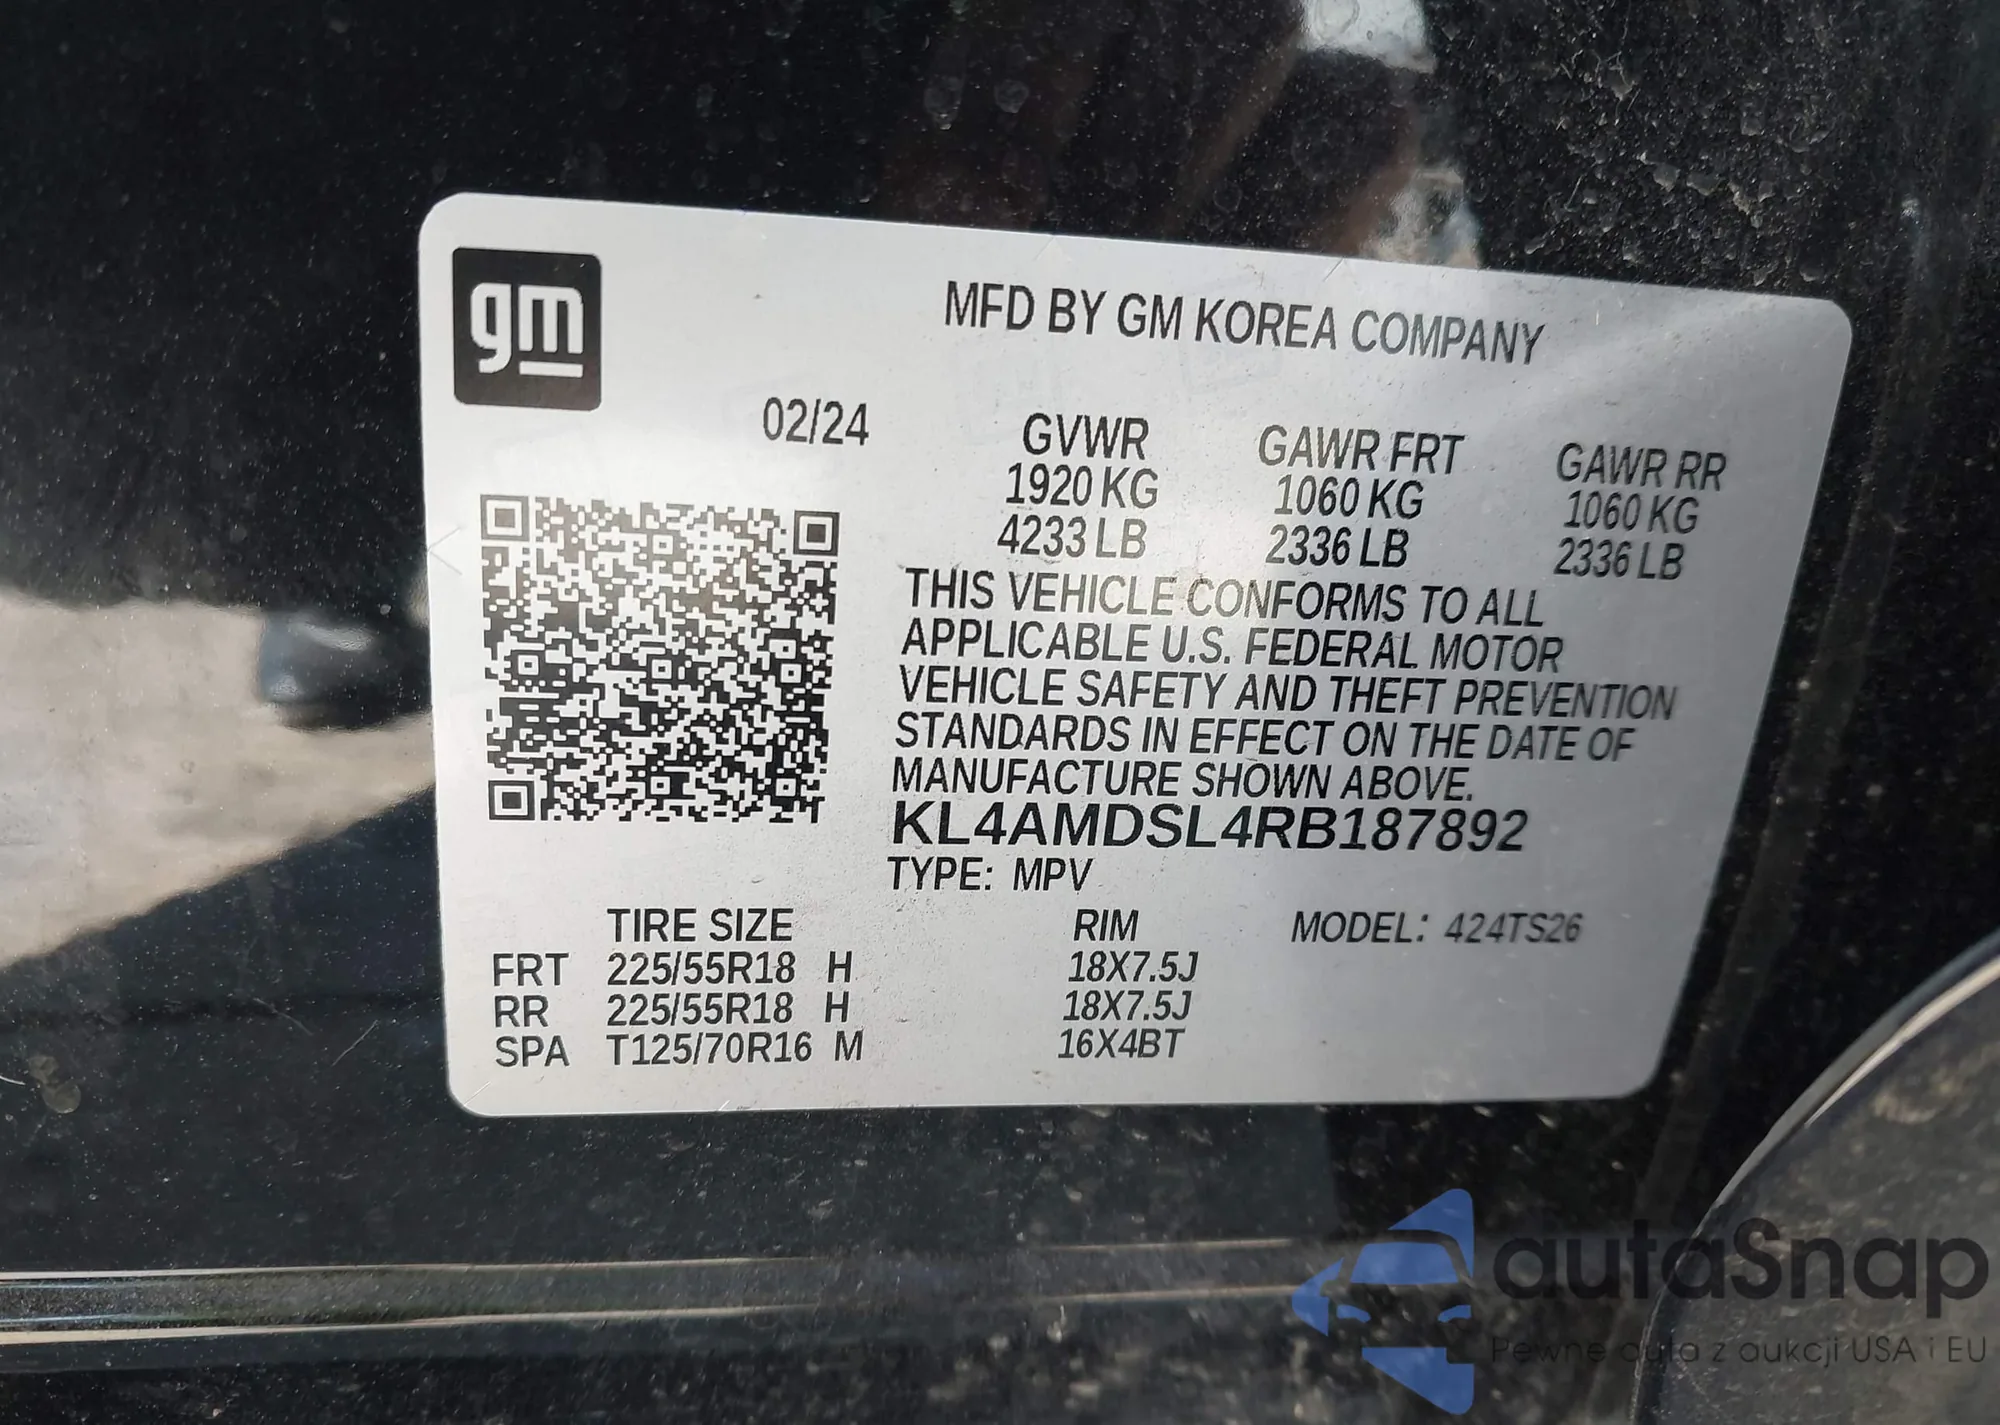 gm
MFD BY GM KOREA COMPANY
02/24
GVWR GAWR FRT GAWR RR
1920 KG 1060 KG 1060 KG
4233 LB 2336 LB 2336 LB
THIS VEHICLE CONFORMS TO ALL
APPLICABLE U.S. FEDERAL MOTOR
VEHICLE SAFETY AND THEFT PREVENTION
STANDARDS IN EFFECT ON THE DATE OF
MANUFACTURE SHOWN ABOVE.
KL4AMDSL4RB187892
TYPE: MPV
TIRE SIZE RIM MODEL: 424TS26
FRT 225/55R18 H 18X7.5J
RR 225/55R18 H 18X7.5J
SPA T125/70R16 M 16X4BT
autaSnap
Pewne auta z aukcji USA i EU